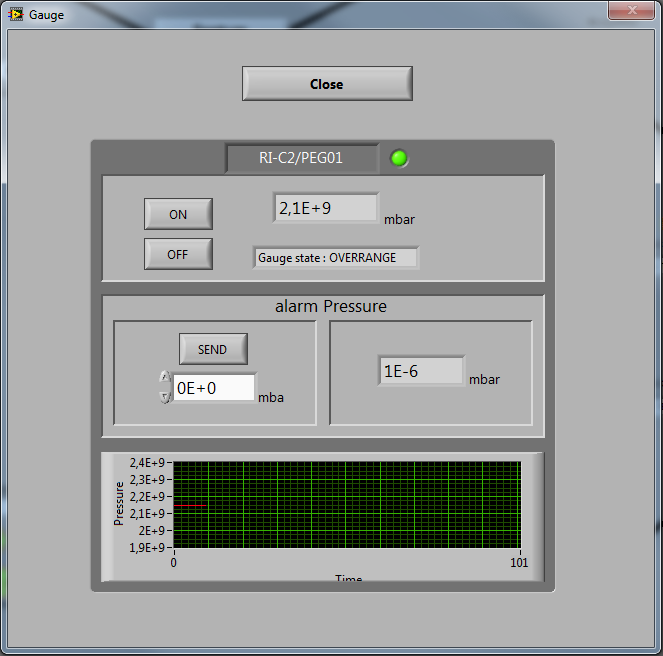 Gauge
Close
RI-C2/PEG01
ON
2,1E+9
mbar
OFF
Gauge state : OVERRANGE
alarm Pressure
SEND
0E+0
mba
1E-6
mbar
Pressure
2,4E+9
2,3E+9
2,2E+9
2,1E+9
2E+9
1,9E+9
0
101
Time